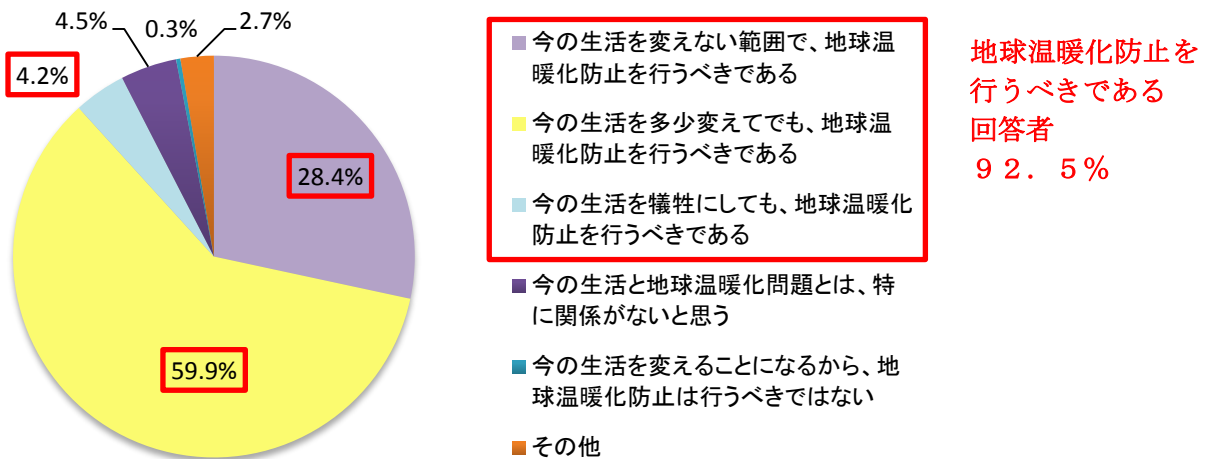 4.5%
0.3%
2.7%
4.2%
28.4%
59.9%
今の生活を変えない範囲で、地球温
暖化防止を行うべきである
今の生活を多少変えてでも、地球温
暖化防止を行うべきである
今の生活を犠牲にしても、地球温暖化
防止を行うべきである
今の生活と地球温暖化問題とは、特
に関係がないと思う
今の生活を変えることになるから、地
球温暖化防止は行うべきではない
その他
地球温暖化防止を
行うべきである
回答者
９２．５％